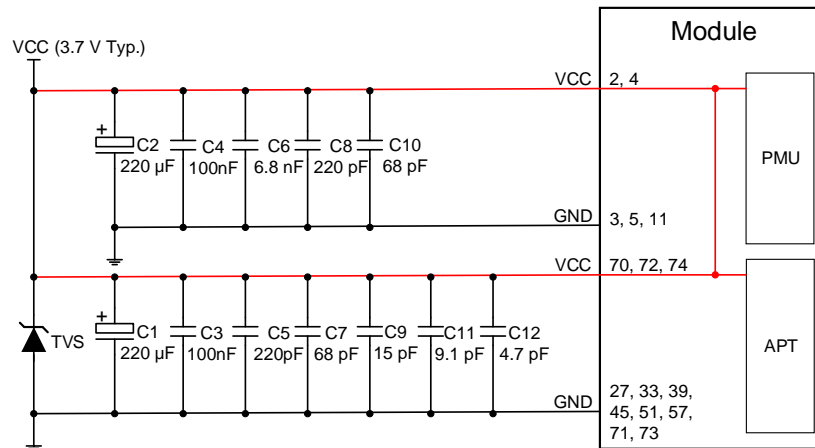 Module
VCC (3.7 V Typ.)
VCC
2, 4
+
C2
220 µF
C4
100nF
C6
6.8 nF
C8
220 pF
C10
68 pF
PMU
GND
3, 5, 11
VCC
70, 72, 74
TVS
+
C1
220 µF
C3
100nF
C5
220pF
C7
68 pF
C9
15 pF
C11
9.1 pF
C12
4.7 pF
APT
GND
27, 33, 39,
45, 51, 57,
71, 73